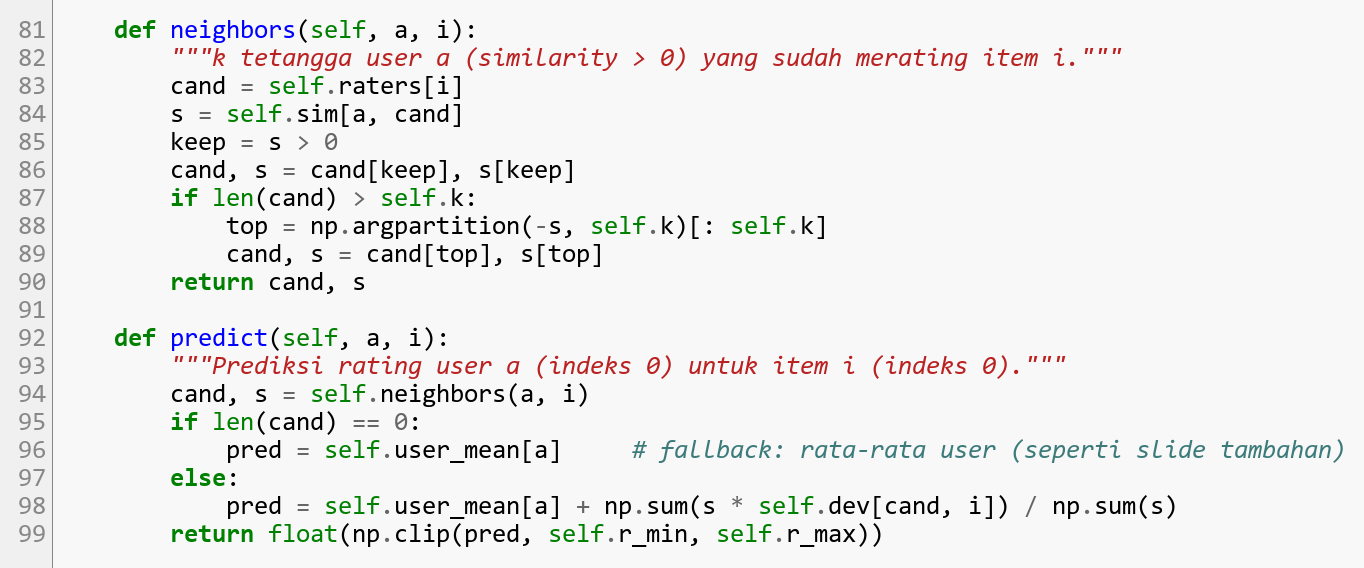 81     def neighbors(self, a, i):
82         """k tetangga user a (similarity > 0) yang sudah merating item i."""
83         cand = self.raters[i]
84         s = self.sim[a, cand]
85         keep = s > 0
86         cand, s = cand[keep], s[keep]
87         if len(cand) > self.k:
88             top = np.argpartition(-s, self.k)[: self.k]
89             cand, s = cand[top], s[top]
90         return cand, s
91
92     def predict(self, a, i):
93         """Prediksi rating user a (indeks 0) untuk item i (indeks 0)."""
94         cand, s = self.neighbors(a, i)
95         if len(cand) == 0:
96             pred = self.user_mean[a]     # fallback: rata-rata user (seperti slide tambahan)
97         else:
98             pred = self.user_mean[a] + np.sum(s * self.dev[cand, i]) / np.sum(s)
99         return float(np.clip(pred, self.r_min, self.r_max))